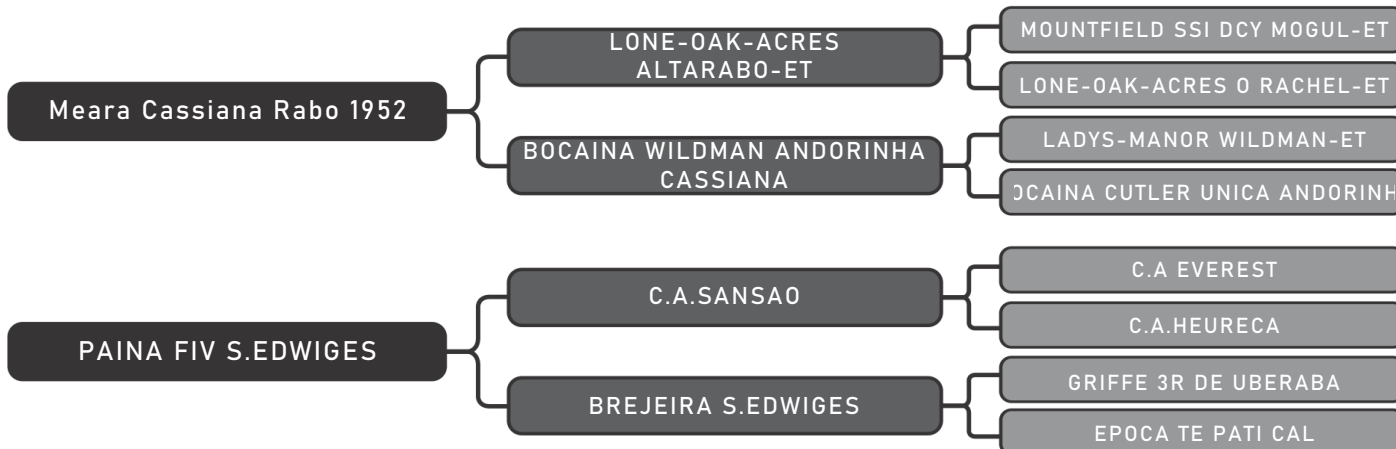 Meara Cassiana Rabo 1952
LONE-OAK-ACRES
ALTARABO-ET
BOCAINA WILDMAN ANDORINHA
CASSIANA
MOUNTFIELD SSI DCY MOGUL-ET
LONE-OAK-ACRES O RACHEL-ET
LADYS-MANOR WILDMAN-ET
CUTLER UNICA
PAINA FIV S.EDWIGES
C.A.SANSAO
BREJEIRA S.EDWIGES
C.A EVEREST
C.A.HEURECA
GRIFFE 3R DE UBERABA
EPOCA TE PATI CAL